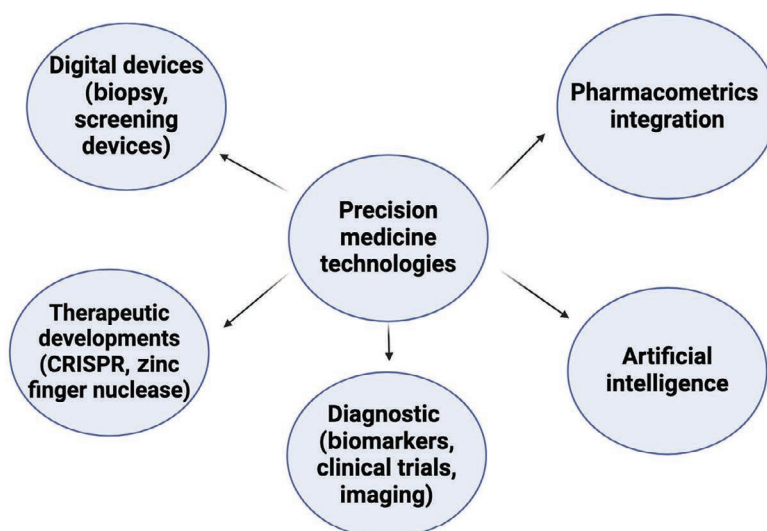 Digital devices
(biopsy,
screening
devices)
Pharmacometrics
integration
Precision
medicine
technologies
Therapeutic
developments
(CRISPR, zinc
finger nuclease)
Artificial
intelligence
Diagnostic
(biomarkers,
clinical trials,
imaging)